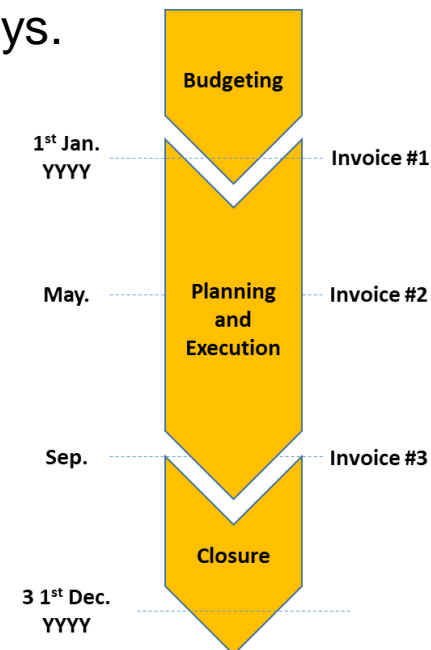 ys.
Budgeting
1st Jan.
YYYY
Invoice #1
May.
Planning
and
Execution
Invoice #2
Sep.
Invoice #3
Closure
3 1st Dec.
YYYY